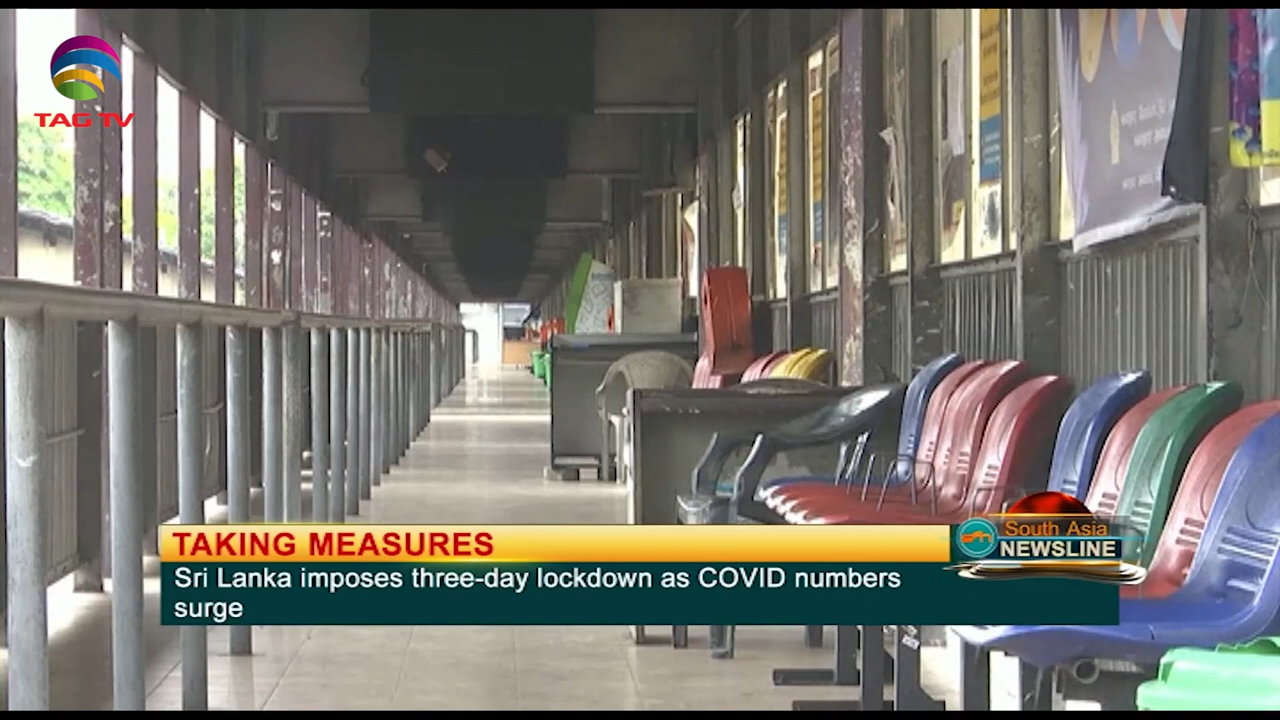 TAG TV
TAKING MEASURES
Sri Lanka imposes three-day lockdown as COVID numbers
surge
South Asia
NEWSLINE